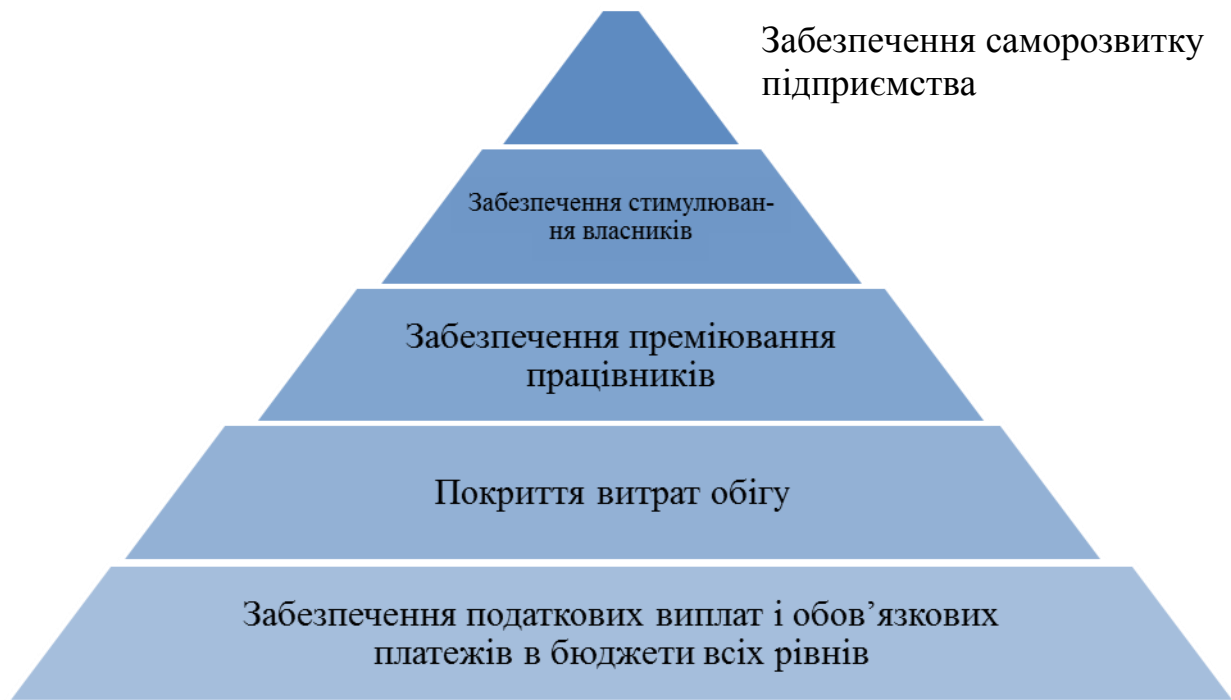 Забезпечення саморозвитку
підприємства
Забезпечення стимулюван-
ня власників
Забезпечення преміювання
працівників
Покриття витрат обігу
Забезпечення податкових виплат і обов’язкових
платежів в бюджети всіх рівнів